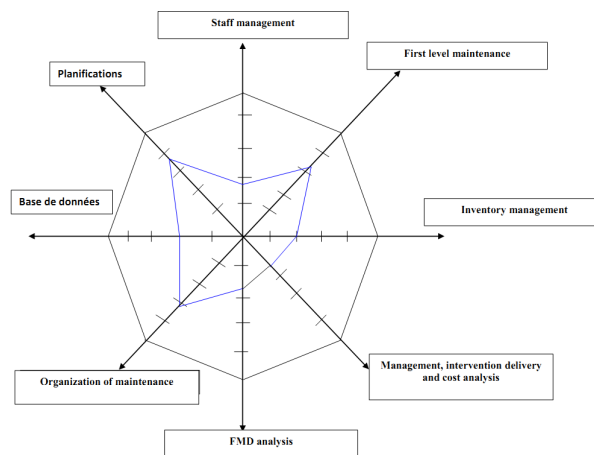 Staff management
First level maintenance
Planifications
Base de données
Inventory management
Organization of maintenance
Management, intervention delivery
and cost analysis
FMD analysis